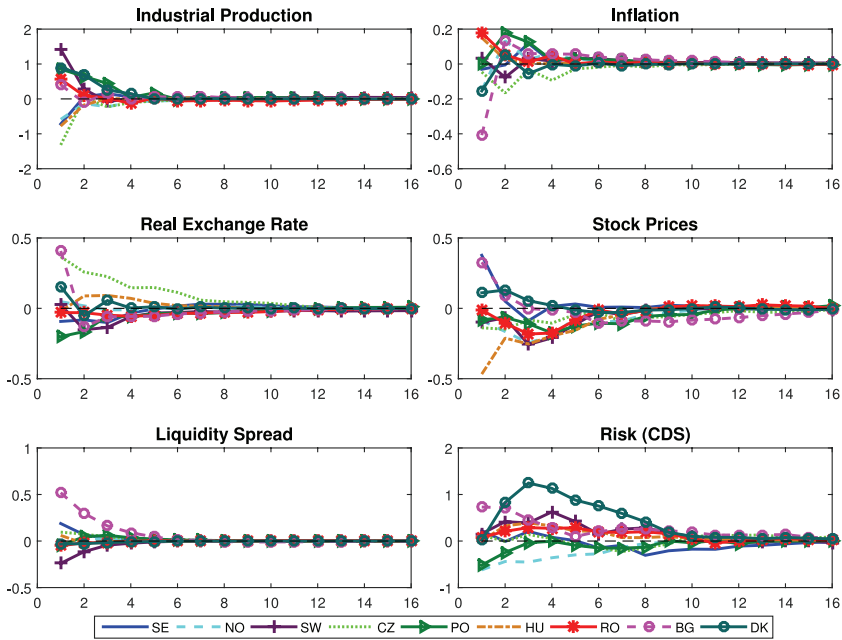 Industrial Production
2
1
0
-1
-2
0 2 4 6 8 10 12 14 16
Inflation
0.2
0
-0.2
-0.4
-0.6
0 2 4 6 8 10 12 14 16
Real Exchange Rate
0.5
0
-0.5
0 2 4 6 8 10 12 14 16
Stock Prices
0.5
0
-0.5
0 2 4 6 8 10 12 14 16
Liquidity Spread
1
0.5
0
-0.5
0 2 4 6 8 10 12 14 16
Risk (CDS)
2
1
0
-1
0 2 4 6 8 10 12 14 16
SE NO SW CZ PO HU RO BG DK